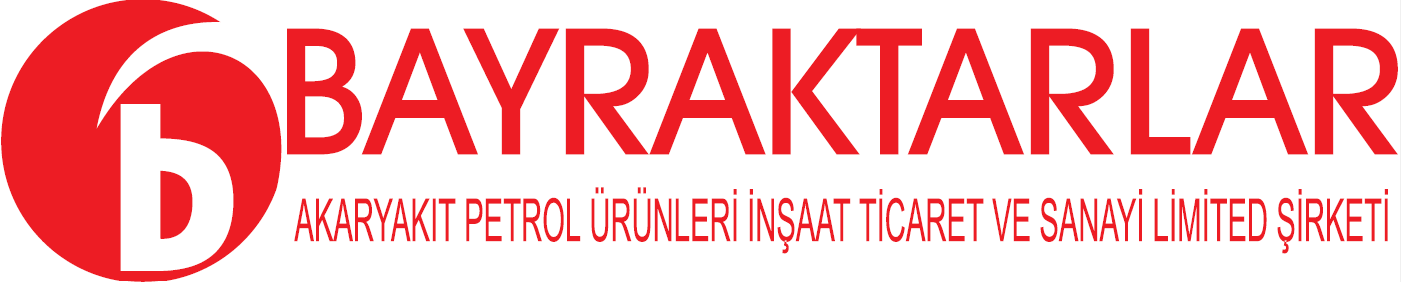 b BAYRAKTARLAR
AKARYAKIT PETROL ÜRÜNLERİ İNŞAAT TİCARET VE SANAYİ LİMİTED ŞİRKETİ